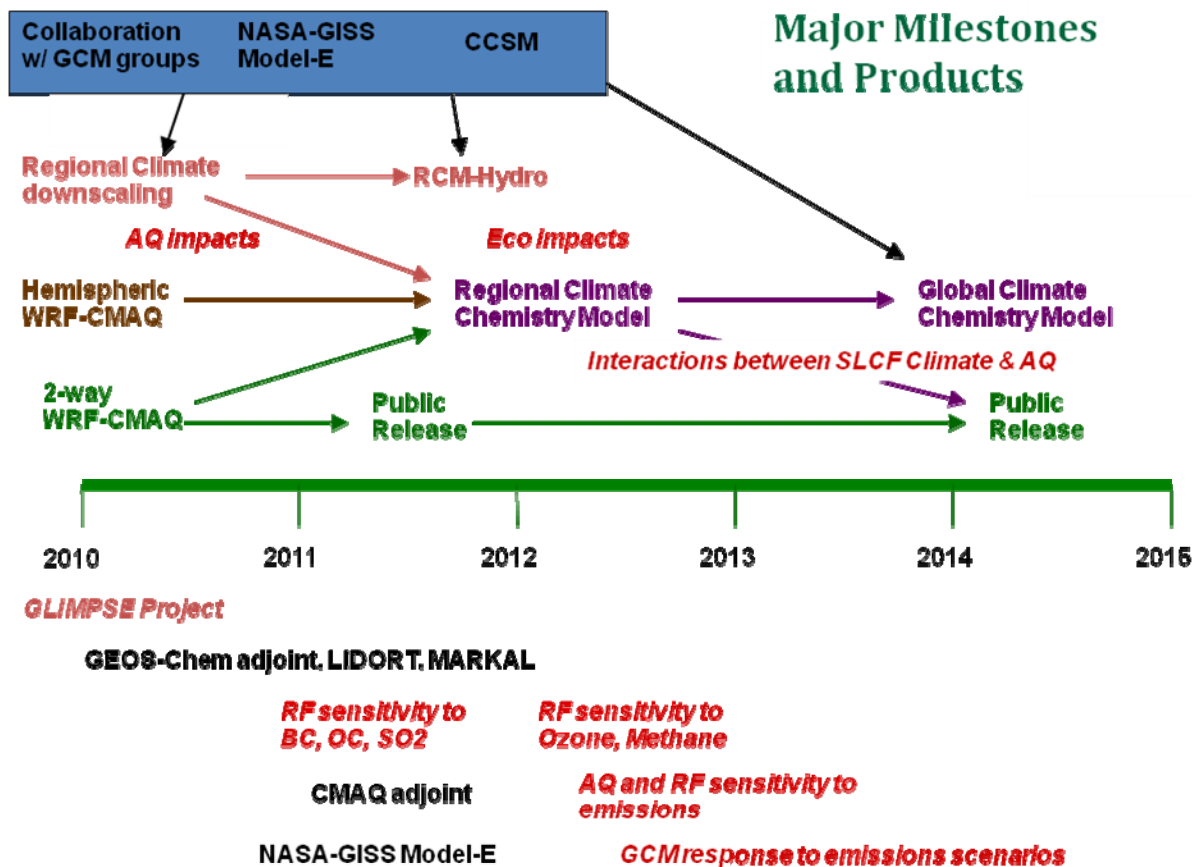 Collaboration
w/ GCM groups
NASA-GISS
Model-E
CCSM
Major Milestones
and Products
Regional Climate
downscaling
RCM-Hydro
AQ impacts
Eco impacts
Hemispheric
WRF-CMAQ
Regional Climate
Chemistry Model
Global Climate
Chemistry Model
Interactions between SLCF Climate & AQ
2-way
WRF-CMAQ
Public
Release
Public
Release
2010
2011
2012
2013
2014
2015
GLIMPSE Project
GEOS-Chem adjoint, LIDORT, MARKAL
RF sensitivity to
BC, OC, SO2
RF sensitivity to
Ozone, Methane
CMAQ adjoint
AQ and RF sensitivity to
emissions
NASA-GISS Model-E
GCM response to emissions scenarios